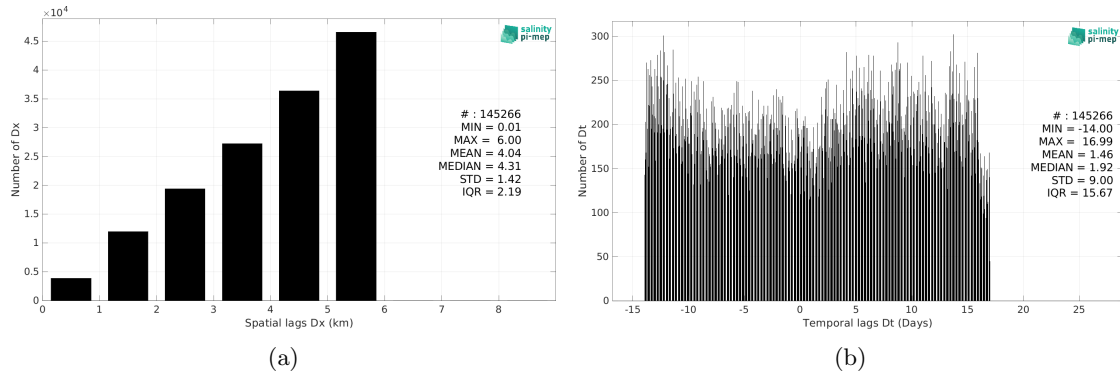 ×10⁴
4.5
4
3.5
3
2.5
2
1.5
1
0.5
0
Number of Dx
0 1 2 3 4 5 6 7 8
Spatial lags Dx (km)
salinity
pi-mep
# : 145266
MIN = 0.01
MAX = 6.00
MEAN = 4.04
MEDIAN = 4.31
STD = 1.42
IQR = 2.19
(a)
300
250
200
150
100
50
0
Number of Dt
-15 -10 -5 0 5 10 15 20 25
Temporal lags Dt (Days)
salinity
pi-mep
# : 145266
MIN = -14.00
MAX = 16.99
MEAN = 1.46
MEDIAN = 1.92
STD = 9.00
IQR = 15.67
(b)